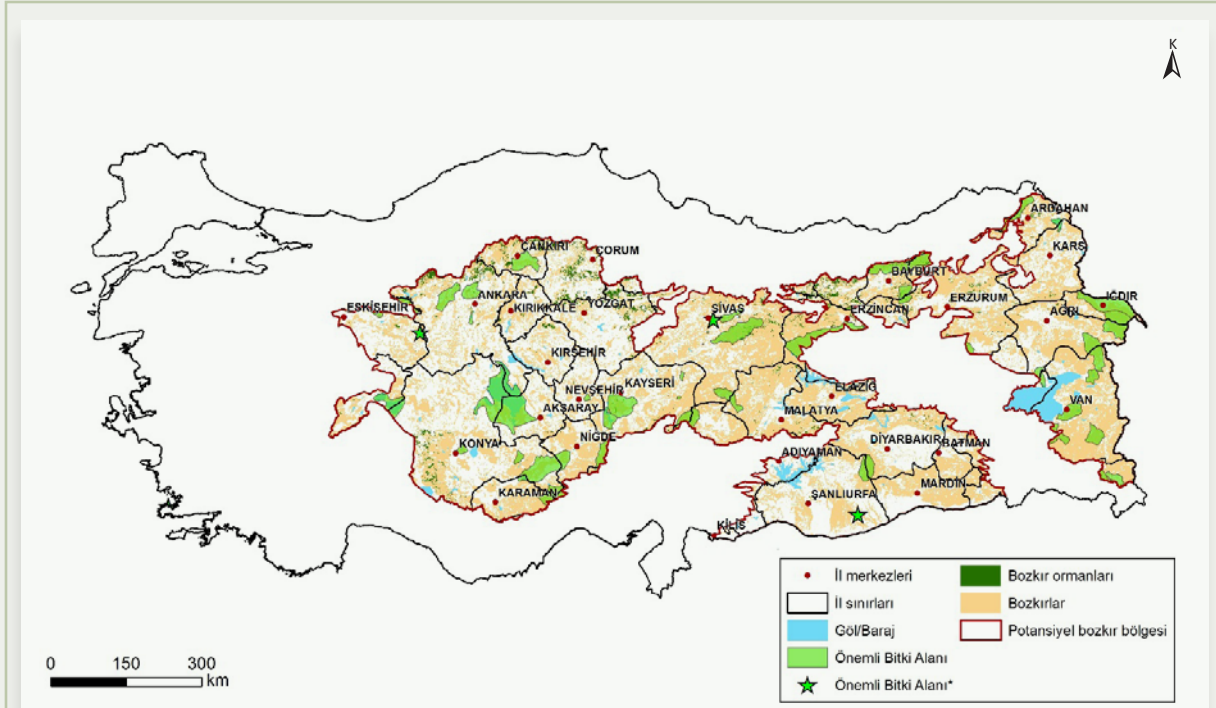 K
ARDAHAN
KARS
ÇANKIRI
ÇORUM
BAYBURT
ESKİŞEHİR
ANKARA
KIRIKKALE
YOZGAT
SİVAS
ERZİNCAN
ERZURUM
IĞDIR
AĞRI
KIRŞEHİR
NEVŞEHİR
KAYSERİ
ELAZIĞ
AKSARAY
MALATYA
VAN
KONYA
NİĞDE
ADIYAMAN
DİYARBAKIR
BATMAN
KARAMAN
ŞANLIURFA
MARDİN
KİLİS
İl merkezleri
İl sınırları
Göl/Baraj
Önemli Bitki Alanı
Önemli Bitki Alanı*
Bozkır ormanları
Bozkırlar
Potansiyel bozkır bölgesi
0 150 300
km